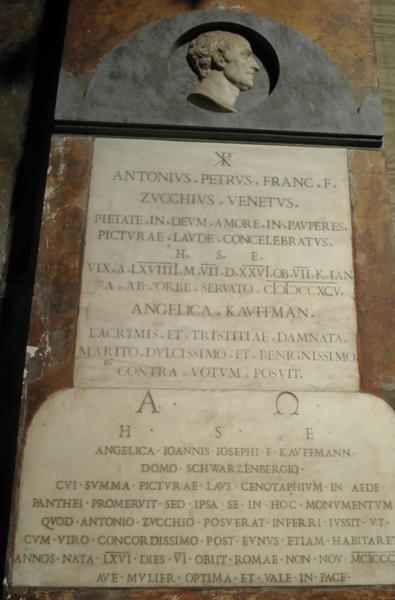 ☧
ANTONIVS · PETRVS · FRANC · F ·
ZVCCHIVS · VENETVS ·
PIETATE · IN · DEVM · AMORE · IN · PAVPERES ·
PICTVRAE · LAVDE · CONCELEBRATVS ·
H · S · E ·
VIX · A · LXVIIII · M · VII · D · XXVI · OB · VII · K · IAN
A · AB · ORBE · SERVATO · CIƆIƆCCXCV ·
ANGELICA · KAVFFMAN ·
LACRYMIS · ET · TRISTITIAE · DAMNATA ·
MARITO · DVLCISSIMO · ET · BENIGNISSIMO
CONTRA · VOTVM · POSVIT ·
Α · Ω ·
H · S · E ·
ANGELICA · IOANNIS · IOSEPHI · F · KAVFFMANN ·
DOMO · SCHWARZENBERGIO ·
CVI · SVMMA · PICTVRAE · LAVS · CENOTAPHIVM · IN · AEDE ·
PANTHEI · PROMERVIT · SED · IPSA · SE · IN · HOC · MONVMENTVM
QVOD · ANTONIO · ZVCCHIO · POSVERAT · INFERRI · IVSSIT · VT ·
CVM · VIRO · CONCORDISSIMO · POST · FVNVS · ETIAM · HABITARET
ANNOS · NATA · LXVI · DIES · VI · OBIIT · ROMAE · NON · NOV ·
AVE · MVLIER · OPTIMA · ET · VALE · IN · PACE ·